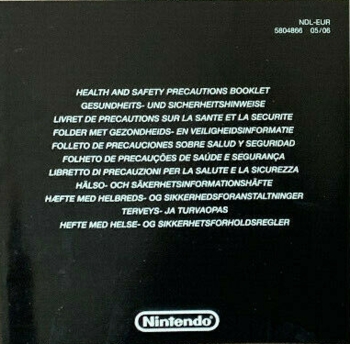 NDL-EUR
5804866 05/06
HEALTH AND SAFETY PRECAUTIONS BOOKLET
GESUNDHEITS- UND SICHERHEITSHINWEISE
LIVRET DE PRECAUTIONS SUR LA SANTE ET LA SECURITE
FOLDER MET GEZONDHEIDS- EN VEILIGHEIDSINFORMATIE
FOLLETO DE PRECAUCIONES SOBRE SALUD Y SEGURIDAD
FOLHETO DE PRECAUÇÕES DE SAÚDE E SEGURANÇA
LIBRETTO DI PRECAUZIONI PER LA SALUTE E LA SICUREZZA
HÄLSO- OCH SÄKERHETSINFORMATIONSHÄFTE
HÆFTE MED HELBREDS- OG SIKKERHEDSFORANSTALTNINGER
TERVEYS- JA TURVAOPAS
HEFTE MED HELSE- OG SIKKERHETSFORHOLDSREGLER
Nintendo